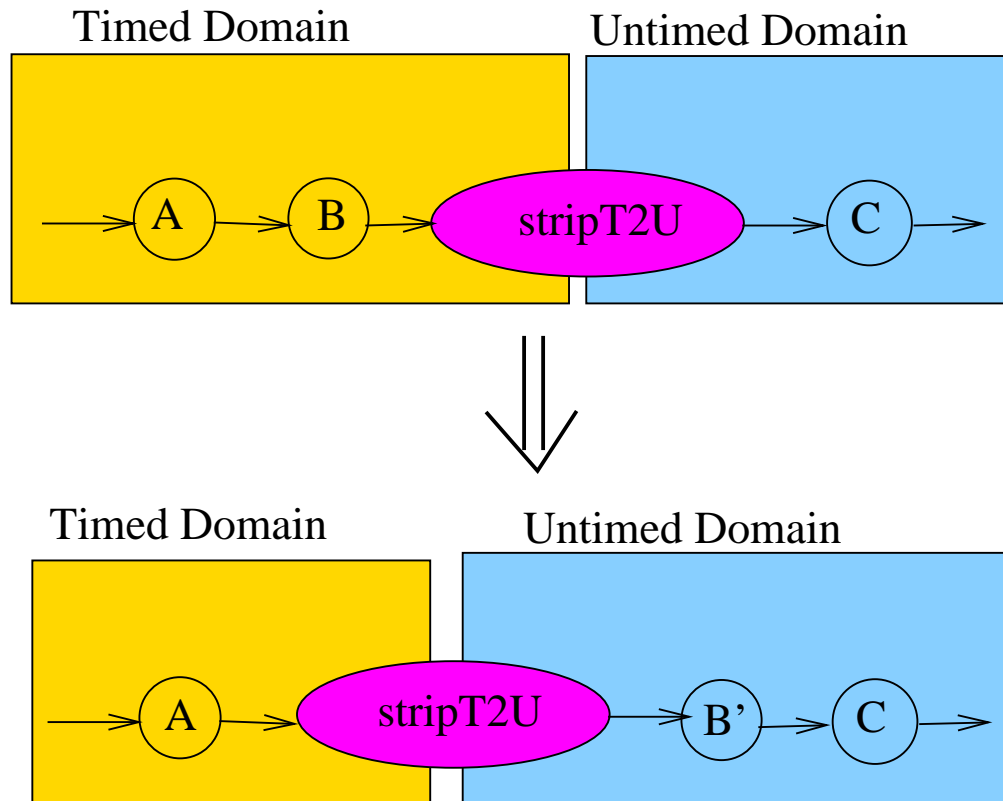 Timed Domain
Untimed Domain
A
B
stripT2U
C
Timed Domain
Untimed Domain
A
stripT2U
B’
C